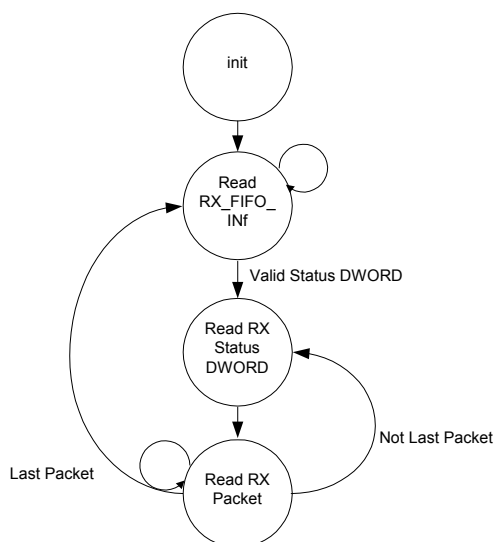 init
Read
RX_FIFO_
INf
Valid Status DWORD
Read RX
Status
DWORD
Not Last Packet
Last Packet
Read RX
Packet